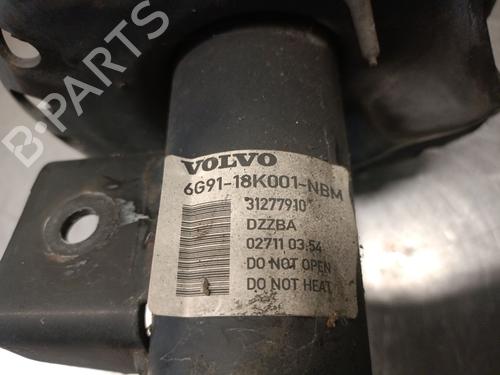 B-PARTS
VOLVO
6G91-18K001-NBM
31277910
DZZBA
02711 03:54
DO NOT OPEN
DO NOT HEAT